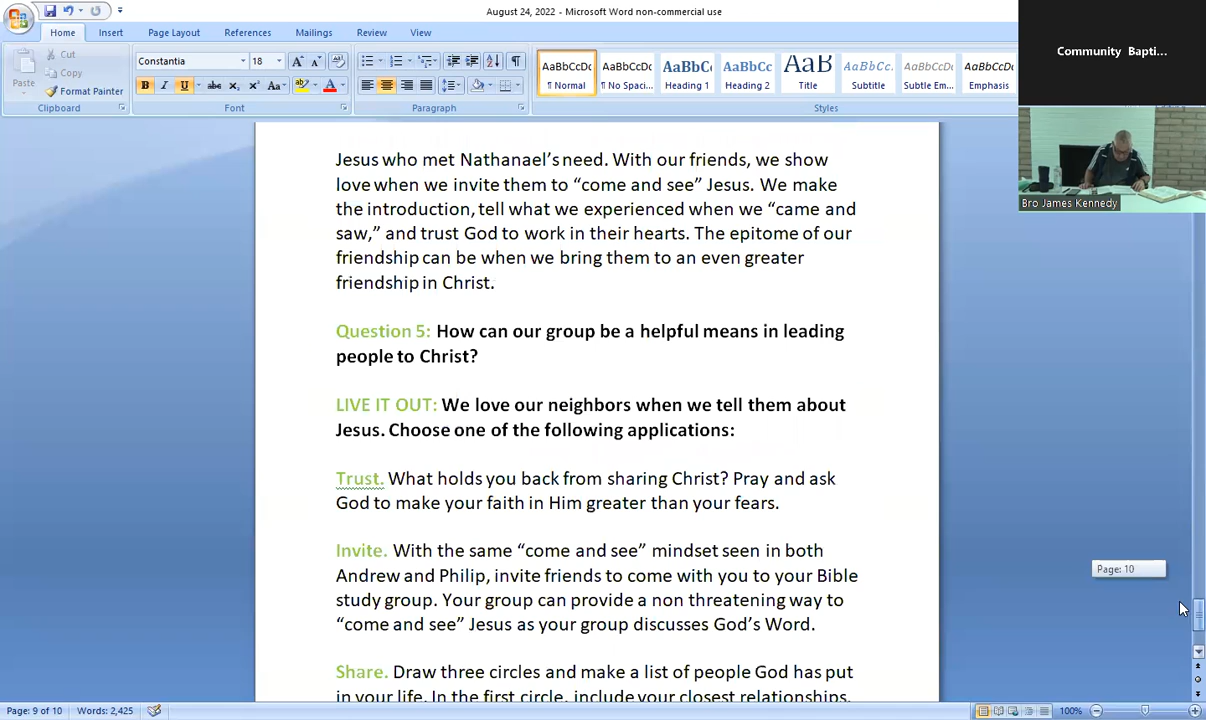 August 24, 2022 - Microsoft Word non-commercial use
Home Insert Page Layout References Mailings Review View
Paste
Cut
Copy
Format Painter
Clipboard
Constantia 18
Font
Paragraph
AaBbCcDc AaBbCcDc AaBbC AaBbCc AaB AaBbCc. AaBbCcDc AaBbCcDc
¶ Normal ¶ No Spaci... Heading 1 Heading 2 Title Subtitle Subtle Em... Emphasis
Styles
Community Bapti...
Bro James Kennedy
Jesus who met Nathanael’s need. With our friends, we show
love when we invite them to “come and see” Jesus. We make
the introduction, tell what we experienced when we “came and
saw,” and trust God to work in their hearts. The epitome of our
friendship can be when we bring them to an even greater
friendship in Christ.
Question 5: How can our group be a helpful means in leading
people to Christ?
LIVE IT OUT: We love our neighbors when we tell them about
Jesus. Choose one of the following applications:
Trust. What holds you back from sharing Christ? Pray and ask
God to make your faith in Him greater than your fears.
Invite. With the same “come and see” mindset seen in both
Andrew and Philip, invite friends to come with you to your Bible
study group. Your group can provide a non threatening way to
“come and see” Jesus as your group discusses God’s Word.
Share. Draw three circles and make a list of people God has put
in your life. In the first circle, include your closest relationships,
Page: 10
Page: 9 of 10 Words: 2,425 100%